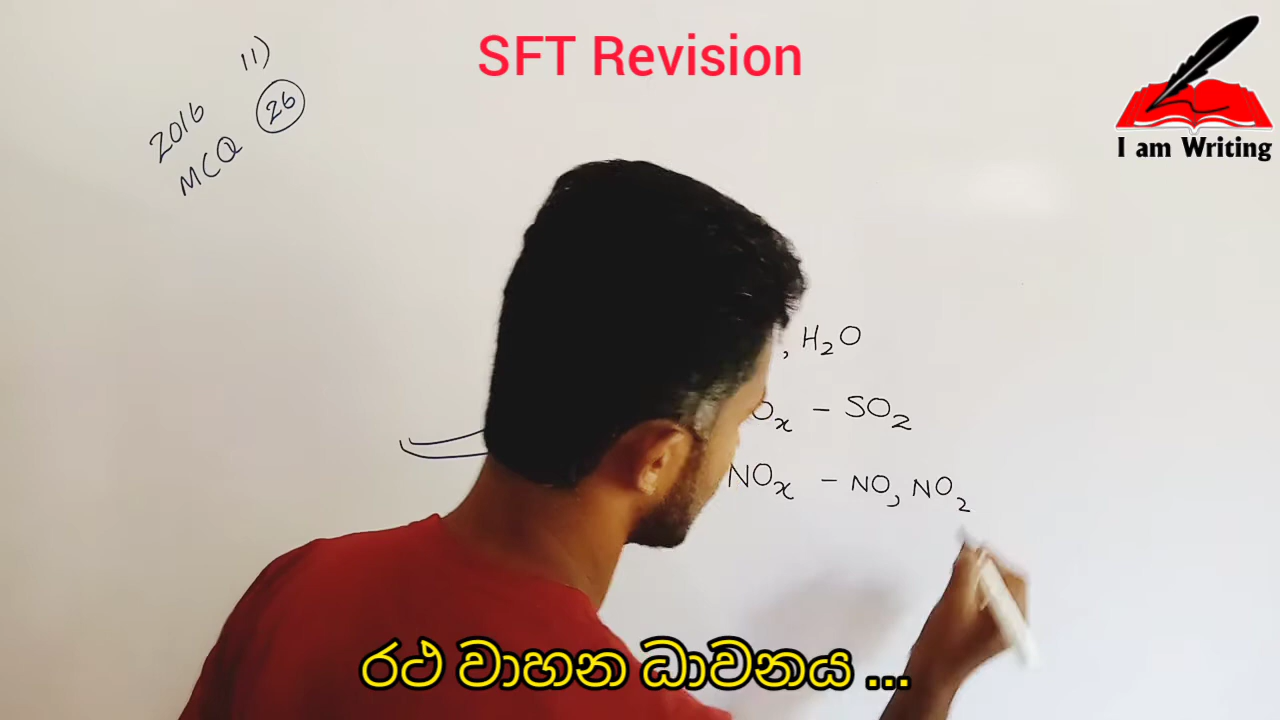 SFT Revision
I am Writing
11)
2016
MCQ 26
, H₂O
Oₓ - SO₂
NOₓ - NO, NO₂
රථ වාහන ධාවනය ...